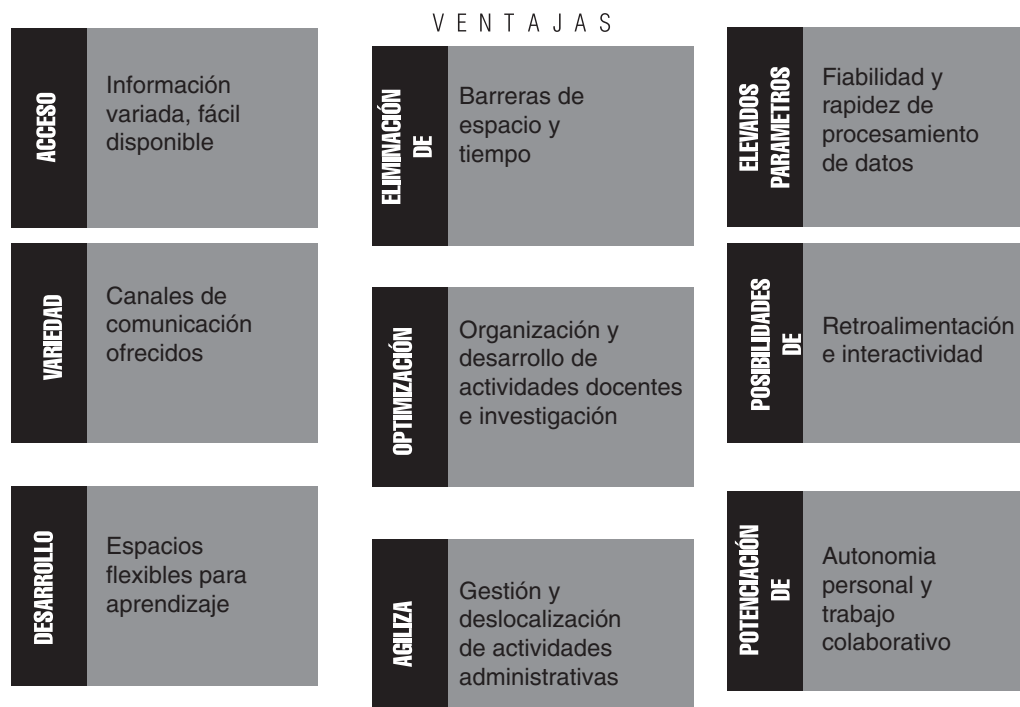 VENTAJAS
ACCESO
Información
variada, fácil
disponible
ELIMINACIÓN
DE
Barreras de
espacio y
tiempo
ELEVADOS
PARAMETROS
Fiabilidad y
rapidez de
procesamiento
de datos
VARIEDAD
Canales de
comunicación
ofrecidos
OPTIMIZACIÓN
Organización y
desarrollo de
actividades docentes
e investigación
POSIBILIDADES
DE
Retroalimentación
e interactividad
DESARROLLO
Espacios
flexibles para
aprendizaje
AGILIZA
Gestión y
deslocalización
de actividades
administrativas
POTENCIACIÓN
DE
Autonomia
personal y
trabajo
colaborativo